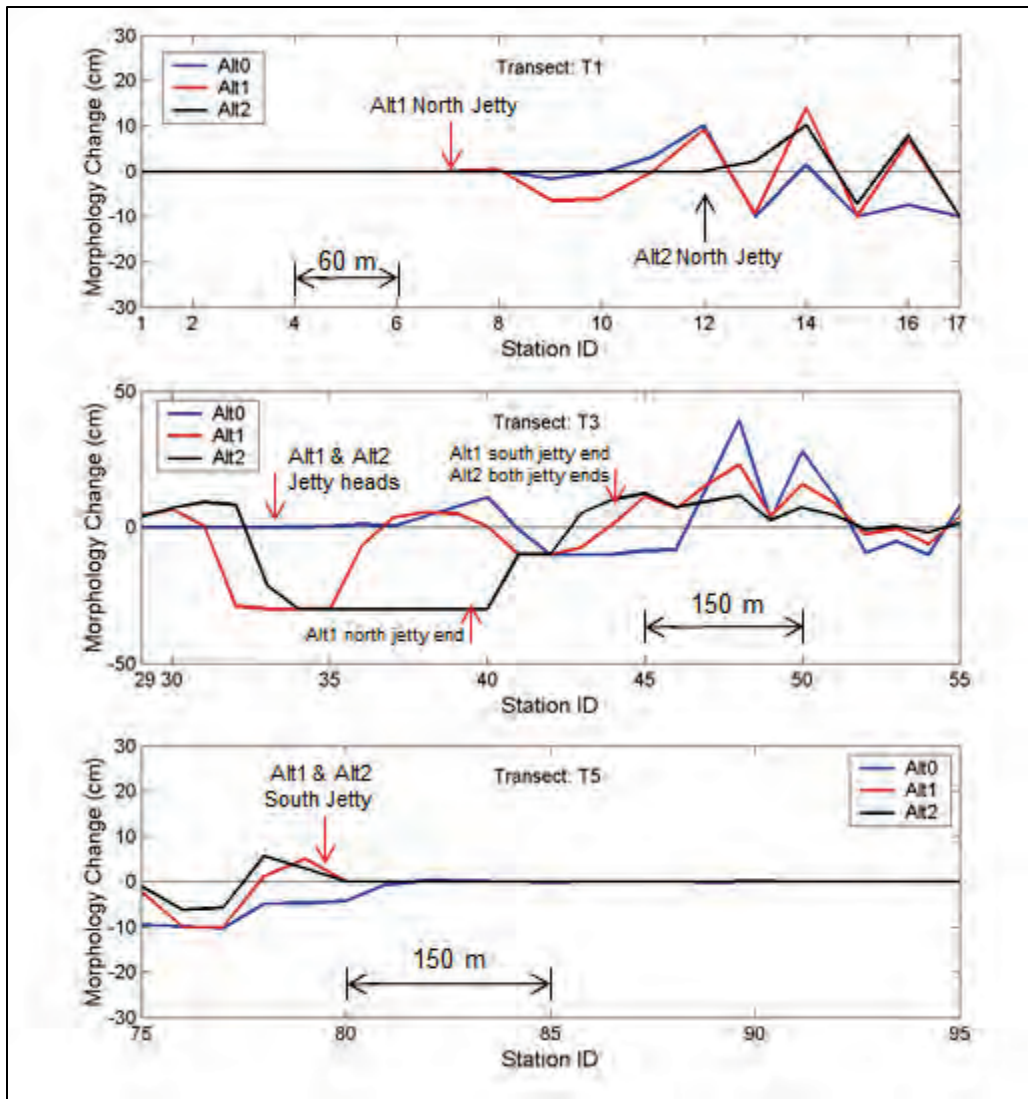 30
20
10
0
-10
-20
-30
Morphology Change (cm)
Alt0
Alt1
Alt2
Transect: T1
Alt1 North Jetty
Alt2 North Jetty
60 m
1 2 4 6 8 10 12 14 16 17
Station ID
50
0
-50
Morphology Change (cm)
Alt0
Alt1
Alt2
Transect: T3
Alt1 & Alt2
Jetty heads
Alt1 south jetty end
Alt2 both jetty ends
Alt1 north jetty end
150 m
29 30 35 40 45 50 55
Station ID
30
20
10
0
-10
-20
-30
Morphology Change (cm)
Alt1 & Alt2
South Jetty
Transect: T5
Alt0
Alt1
Alt2
150 m
75 80 85 90 95
Station ID